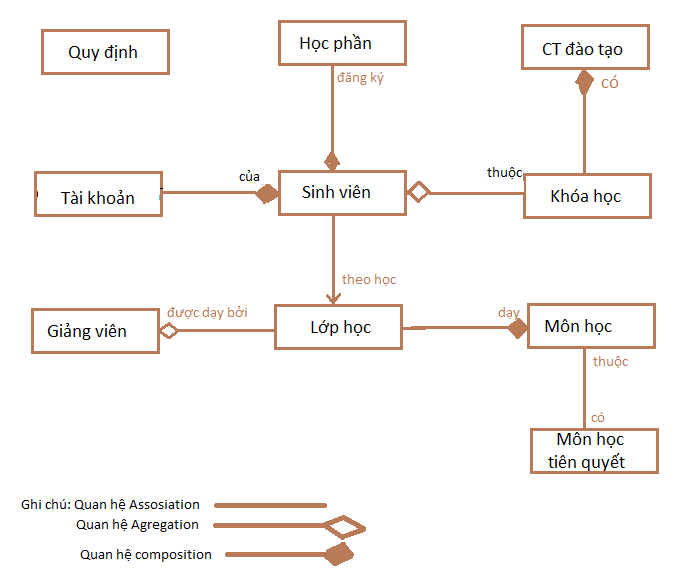 Quy định
Học phần
CT đào tạo
đăng ký
có
Tài khoản
của
Sinh viên
thuộc
Khóa học
theo học
Giảng viên
được dạy bởi
Lớp học
dạy
Môn học
thuộc
có
Môn học
tiên quyết
Ghi chú: Quan hệ Assosiation
Quan hệ Agregation
Quan hệ composition